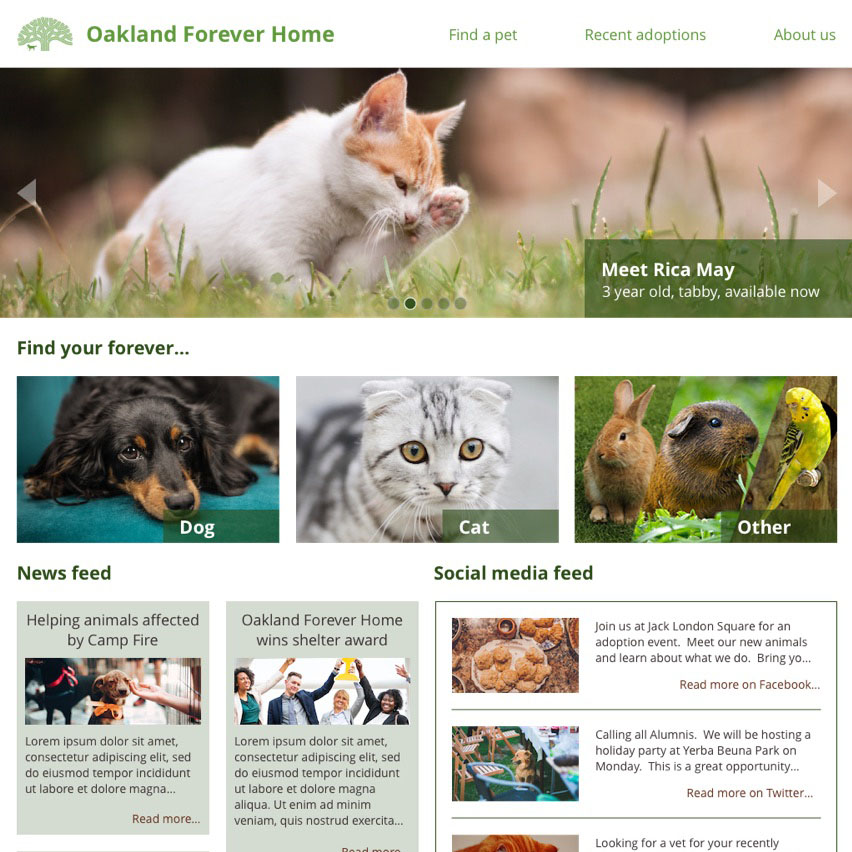 Oakland Forever Home
Find a pet
Recent adoptions
About us
Meet Rica May
3 year old, tabby, available now
Find your forever...
Dog
Cat
Other
News feed
Helping animals affected
by Camp Fire
Lorem ipsum dolor sit amet,
consectetur adipiscing elit, sed
do eiusmod tempor incididunt
ut labore et dolore magna...
Read more...
Oakland Forever Home
wins shelter award
Lorem ipsum dolor sit amet,
consectetur adipiscing elit, sed
do eiusmod tempor incididunt
ut labore et dolore magna
aliqua. Ut enim ad minim
veniam, quis nostrud exercita...
Read more...
Social media feed
Join us at Jack London Square for an
adoption event.  Meet our new animals
and learn about what we do.  Bring yo...
Read more on Facebook...
Calling all Alumnis.  We will be hosting a
holiday party at Yerba Beuna Park on
Monday.  This is a great opportunity...
Read more on Twitter...
Looking for a vet for your recently